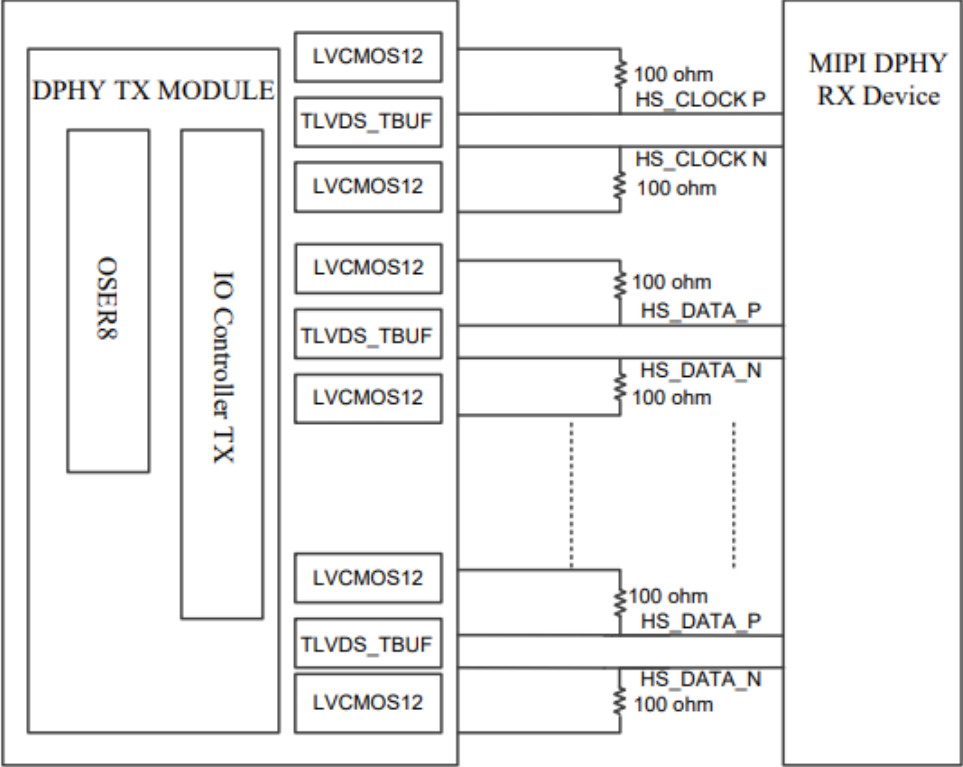 DPHY TX MODULE
OSER8
IO Controller TX
LVCMOS12
TLVDS_TBUF
LVCMOS12
LVCMOS12
TLVDS_TBUF
LVCMOS12
LVCMOS12
TLVDS_TBUF
LVCMOS12
100 ohm
HS_CLOCK P
HS_CLOCK N
100 ohm
100 ohm
HS_DATA_P
HS_DATA_N
100 ohm
100 ohm
HS_DATA_P
HS_DATA_N
100 ohm
MIPI DPHY
RX Device